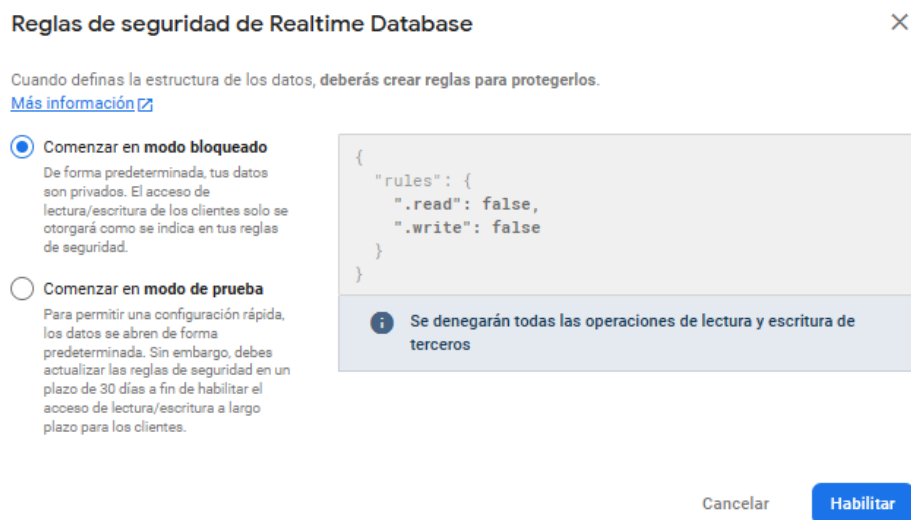 Reglas de seguridad de Realtime Database
Cuando definas la estructura de los datos, deberás crear reglas para protegerlos.
Más información
Comenzar en modo bloqueado
De forma predeterminada, tus datos
son privados. El acceso de
lectura/escritura de los clientes solo se
otorgará como se indica en tus reglas
de seguridad.
Comenzar en modo de prueba
Para permitir una configuración rápida,
los datos se abren de forma
predeterminada. Sin embargo, debes
actualizar las reglas de seguridad en un
plazo de 30 días a fin de habilitar el
acceso de lectura/escritura a largo
plazo para los clientes.
{
"rules": {
".read": false,
".write": false
}
}
Se denegarán todas las operaciones de lectura y escritura de
terceros
Cancelar
Habilitar